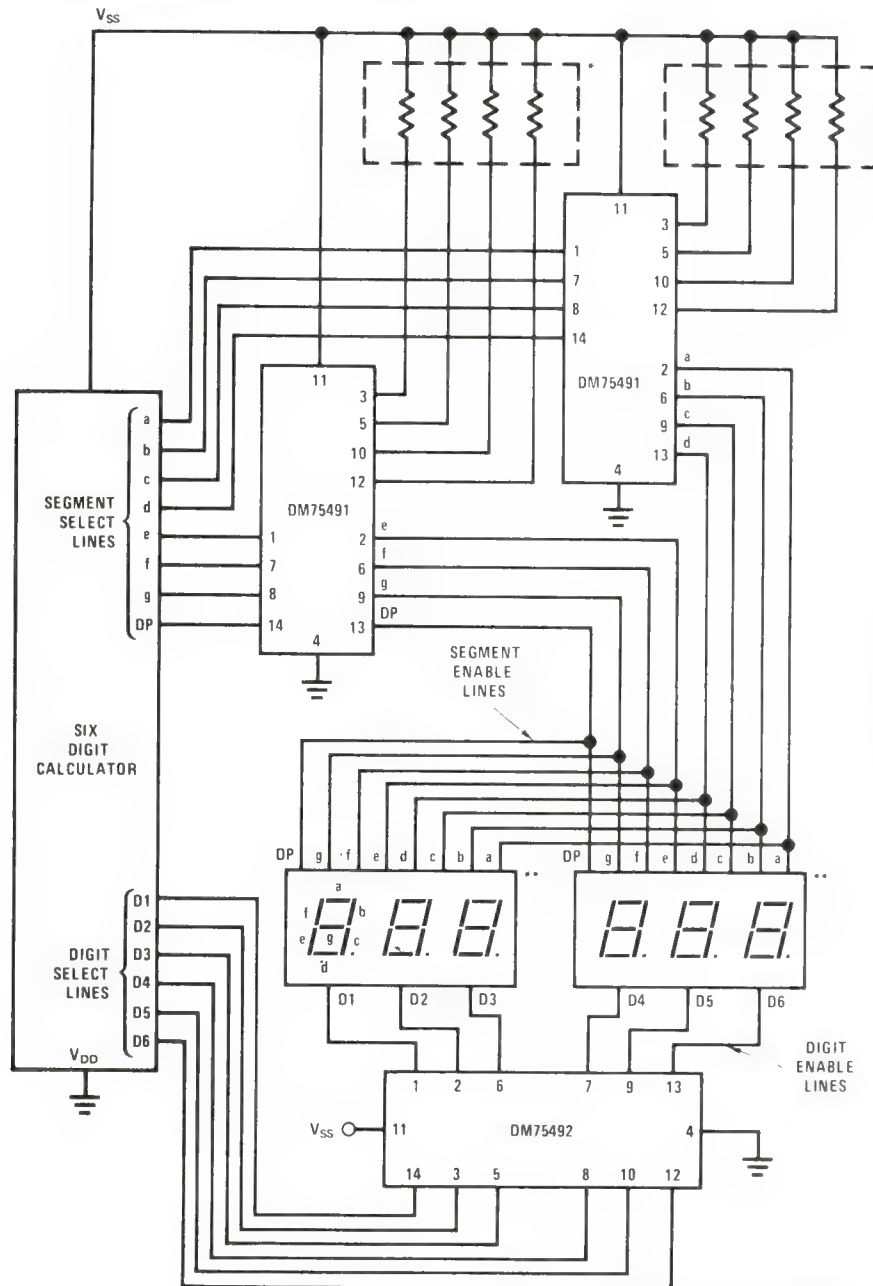 VSS
*
11
3
5
10
12
1
7
8
14
DM75491
a
2
b
6
c
9
d
13
4
11
3
5
10
12
DM75491
1
7
8
14
e
2
f
6
g
9
DP
13
4
SEGMENT
SELECT
LINES
a
b
c
d
e
f
g
DP
SIX
DIGIT
CALCULATOR
SEGMENT
ENABLE
LINES
DP g f e d c b a **
DP g f e d c b a **
a
f b
g
e c
d
D1 D2 D3
D4 D5 D6
DIGIT
SELECT
LINES
D1
D2
D3
D4
D5
D6
VDD
DIGIT
ENABLE
LINES
1 2 6 7 9 13
VSS
11
DM75492
4
14 3 5 8 10 12